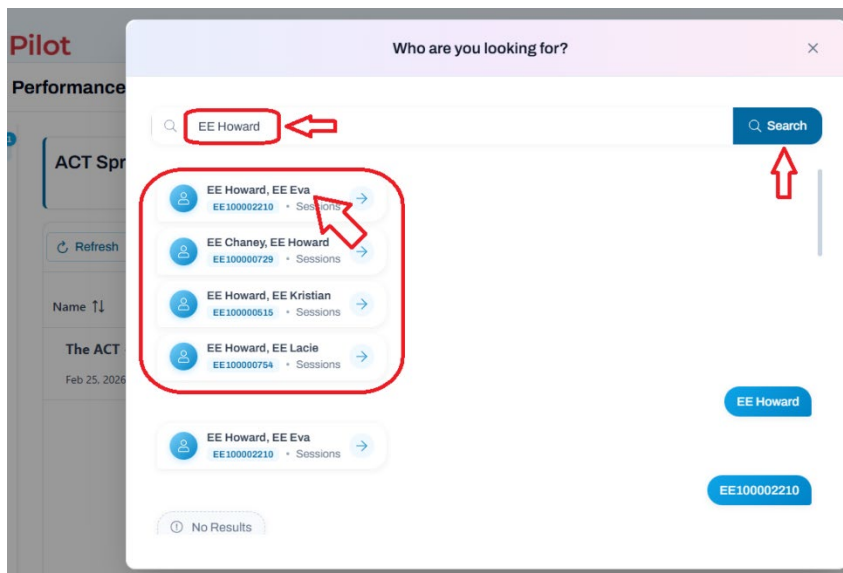 Pilot
Who are you looking for?
Performance
EE Howard
Search
ACT Spr
EE Howard, EE Eva
EE100002210 • Sessions
Refresh
EE Chaney, EE Howard
EE100000729 • Sessions
Name
EE Howard, EE Kristian
EE100000515 • Sessions
The ACT
EE Howard, EE Lacie
EE100000754 • Sessions
Feb 25, 2026
EE Howard
EE Howard, EE Eva
EE100002210 • Sessions
EE100002210
No Results